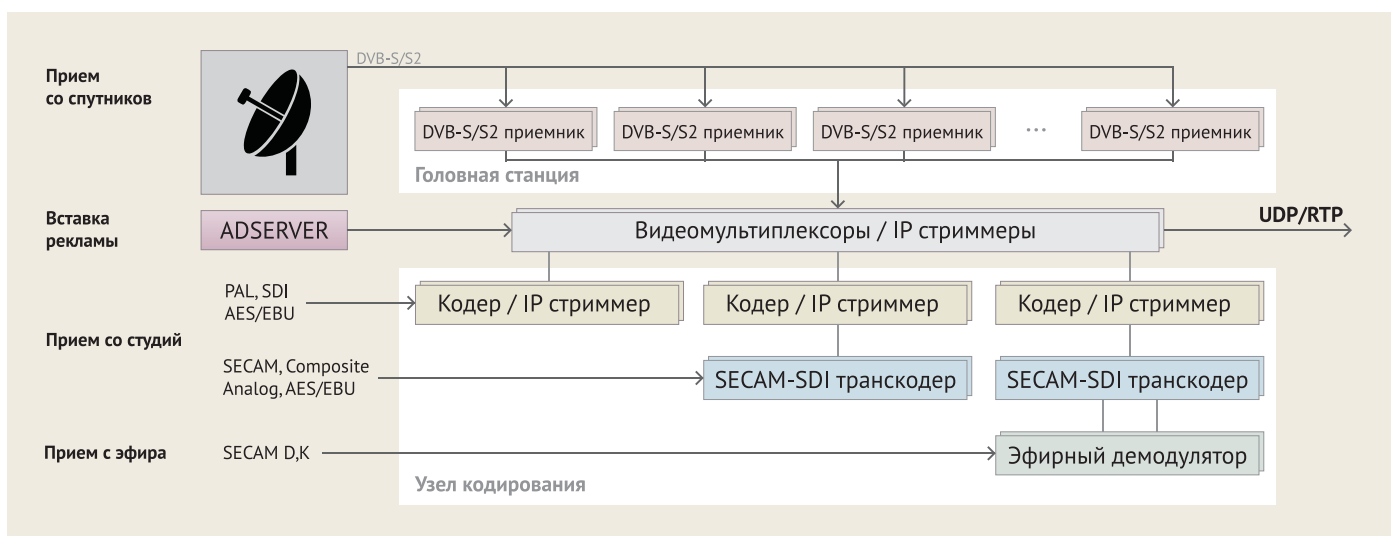 Прием
со спутников
DVB-S/S2
DVB-S/S2 приемник
DVB-S/S2 приемник
DVB-S/S2 приемник
...
DVB-S/S2 приемник
Головная станция
Вставка
рекламы
ADSERVER
Видеомультиплексоры / IP стриммеры
UDP/RTP
PAL, SDI
AES/EBU
Кодер / IP стриммер
Кодер / IP стриммер
Кодер / IP стриммер
Прием со студий
SECAM, Composite
Analog, AES/EBU
SECAM-SDI транскодер
SECAM-SDI транскодер
Прием с эфира
SECAM D,K
Эфирный демодулятор
Узел кодирования